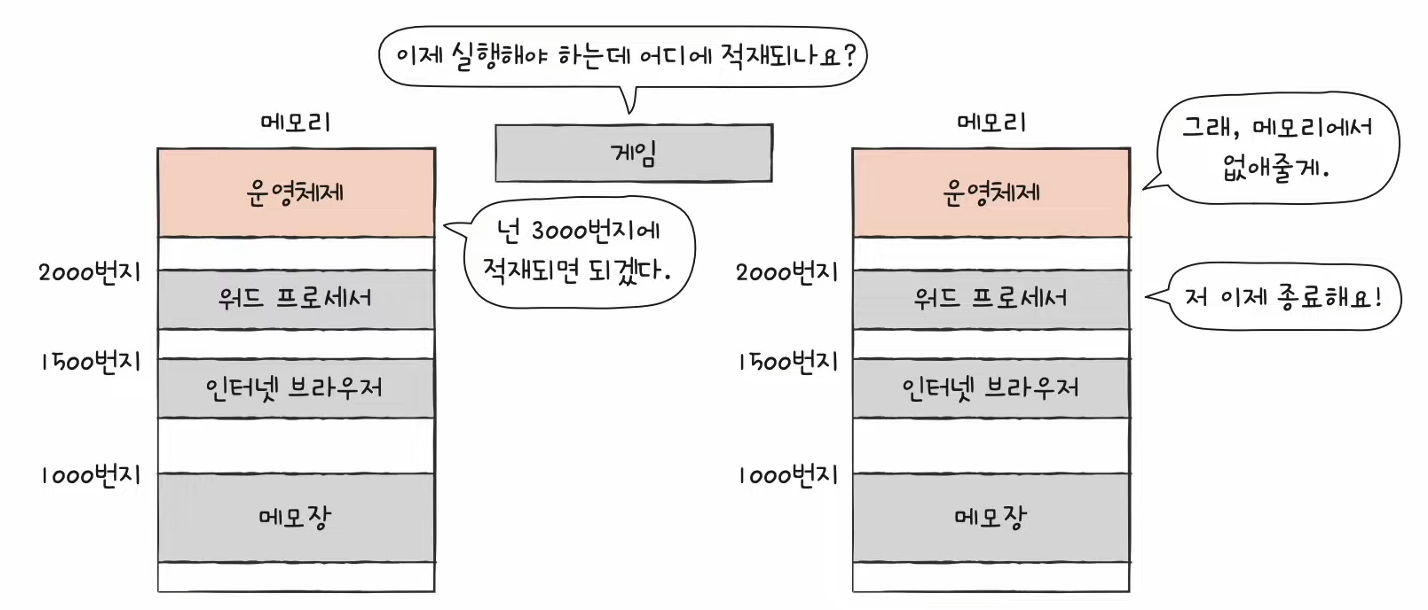 이제 실행해야 하는데 어디에 적재되나요?
메모리
게임
운영체제
넌 3000번지에
적재되면 되겠다.
2000번지
워드 프로세서
1500번지
인터넷 브라우저
1000번지
메모장
메모리
그래, 메모리에서
없애줄게.
운영체제
2000번지
워드 프로세서
저 이제 종료해요!
1500번지
인터넷 브라우저
1000번지
메모장